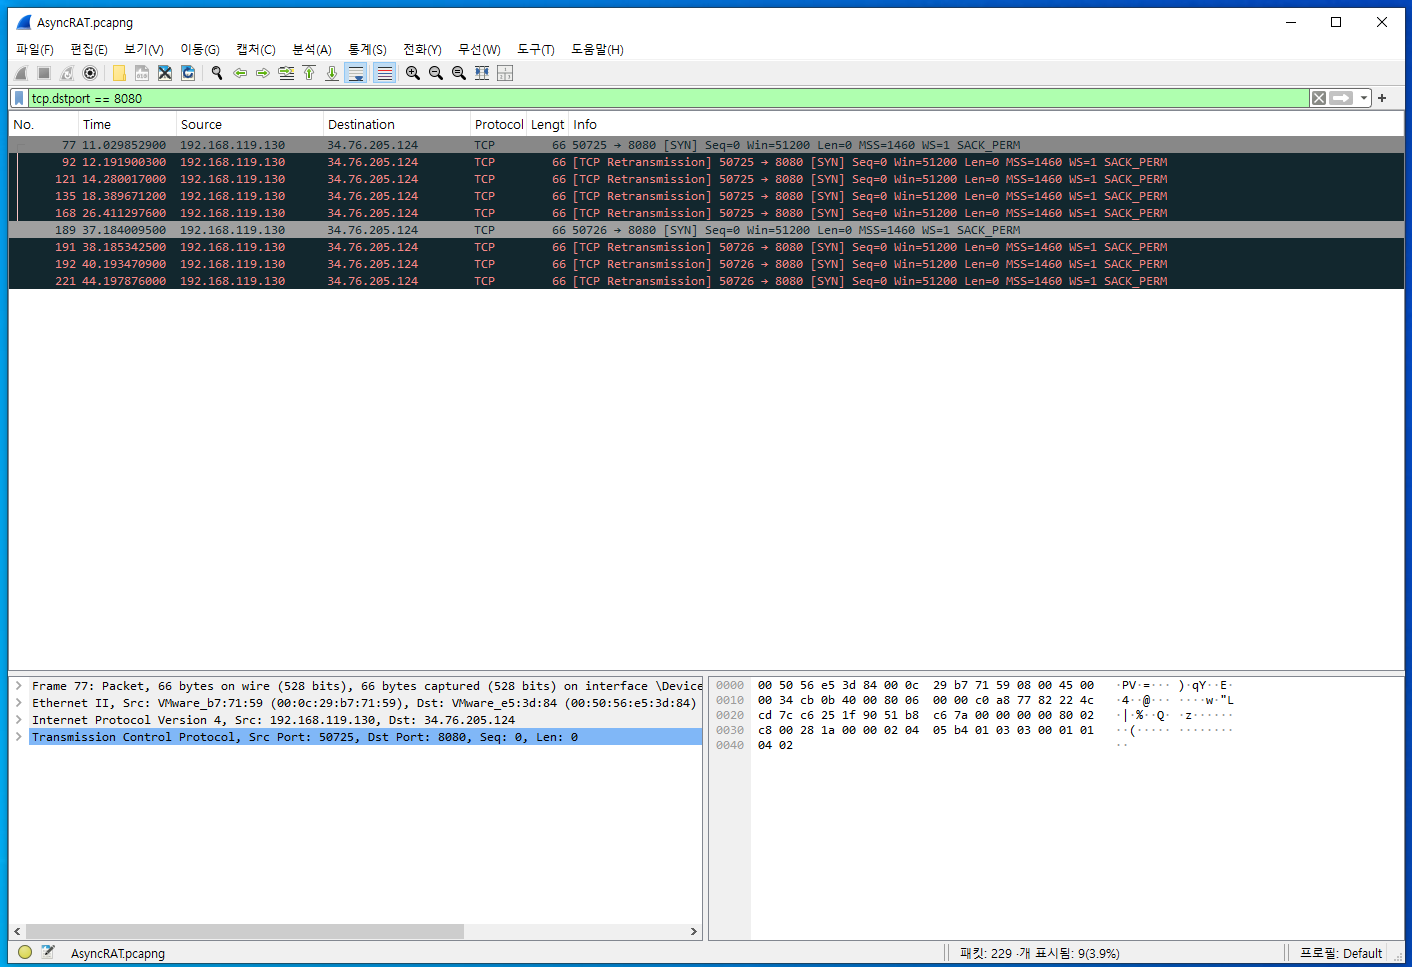 AsyncRAT.pcapng
파일(F) 편집(E) 보기(V) 이동(G) 캡처(C) 분석(A) 통계(S) 전화(Y) 무선(W) 도구(T) 도움말(H)
tcp.dstport == 8080
No. Time Source Destination Protocol Lengt Info
77 11.029852900 192.168.119.130 34.76.205.124 TCP 66 50725 → 8080 [SYN] Seq=0 Win=51200 Len=0 MSS=1460 WS=1 SACK_PERM
92 12.191900300 192.168.119.130 34.76.205.124 TCP 66 [TCP Retransmission] 50725 → 8080 [SYN] Seq=0 Win=51200 Len=0 MSS=1460 WS=1 SACK_PERM
121 14.280017000 192.168.119.130 34.76.205.124 TCP 66 [TCP Retransmission] 50725 → 8080 [SYN] Seq=0 Win=51200 Len=0 MSS=1460 WS=1 SACK_PERM
135 18.389671200 192.168.119.130 34.76.205.124 TCP 66 [TCP Retransmission] 50725 → 8080 [SYN] Seq=0 Win=51200 Len=0 MSS=1460 WS=1 SACK_PERM
168 26.411297600 192.168.119.130 34.76.205.124 TCP 66 [TCP Retransmission] 50725 → 8080 [SYN] Seq=0 Win=51200 Len=0 MSS=1460 WS=1 SACK_PERM
189 37.184009500 192.168.119.130 34.76.205.124 TCP 66 50726 → 8080 [SYN] Seq=0 Win=51200 Len=0 MSS=1460 WS=1 SACK_PERM
191 38.185342500 192.168.119.130 34.76.205.124 TCP 66 [TCP Retransmission] 50726 → 8080 [SYN] Seq=0 Win=51200 Len=0 MSS=1460 WS=1 SACK_PERM
192 40.193470900 192.168.119.130 34.76.205.124 TCP 66 [TCP Retransmission] 50726 → 8080 [SYN] Seq=0 Win=51200 Len=0 MSS=1460 WS=1 SACK_PERM
221 44.197876000 192.168.119.130 34.76.205.124 TCP 66 [TCP Retransmission] 50726 → 8080 [SYN] Seq=0 Win=51200 Len=0 MSS=1460 WS=1 SACK_PERM
Frame 77: Packet, 66 bytes on wire (528 bits), 66 bytes captured (528 bits) on interface \Device
Ethernet II, Src: VMware_b7:71:59 (00:0c:29:b7:71:59), Dst: VMware_e5:3d:84 (00:50:56:e5:3d:84)
Internet Protocol Version 4, Src: 192.168.119.130, Dst: 34.76.205.124
Transmission Control Protocol, Src Port: 50725, Dst Port: 8080, Seq: 0, Len: 0
0000 00 50 56 e5 3d 84 00 0c 29 b7 71 59 08 00 45 00 ·PV·=··· )·qY··E·
0010 00 34 cb 0b 40 00 80 06 00 00 c0 a8 77 82 22 4c ·4··@··· ····w·"L
0020 cd 7c c6 25 1f 90 51 b8 c6 7a 00 00 00 00 80 02 ·|·%··Q· ·z······
0030 c8 00 28 1a 00 00 02 04 05 b4 01 03 03 00 01 01 ··(····· ········
0040 04 02 ··
AsyncRAT.pcapng
패킷: 229 ·개 표시됨: 9(3.9%)
프로필: Default